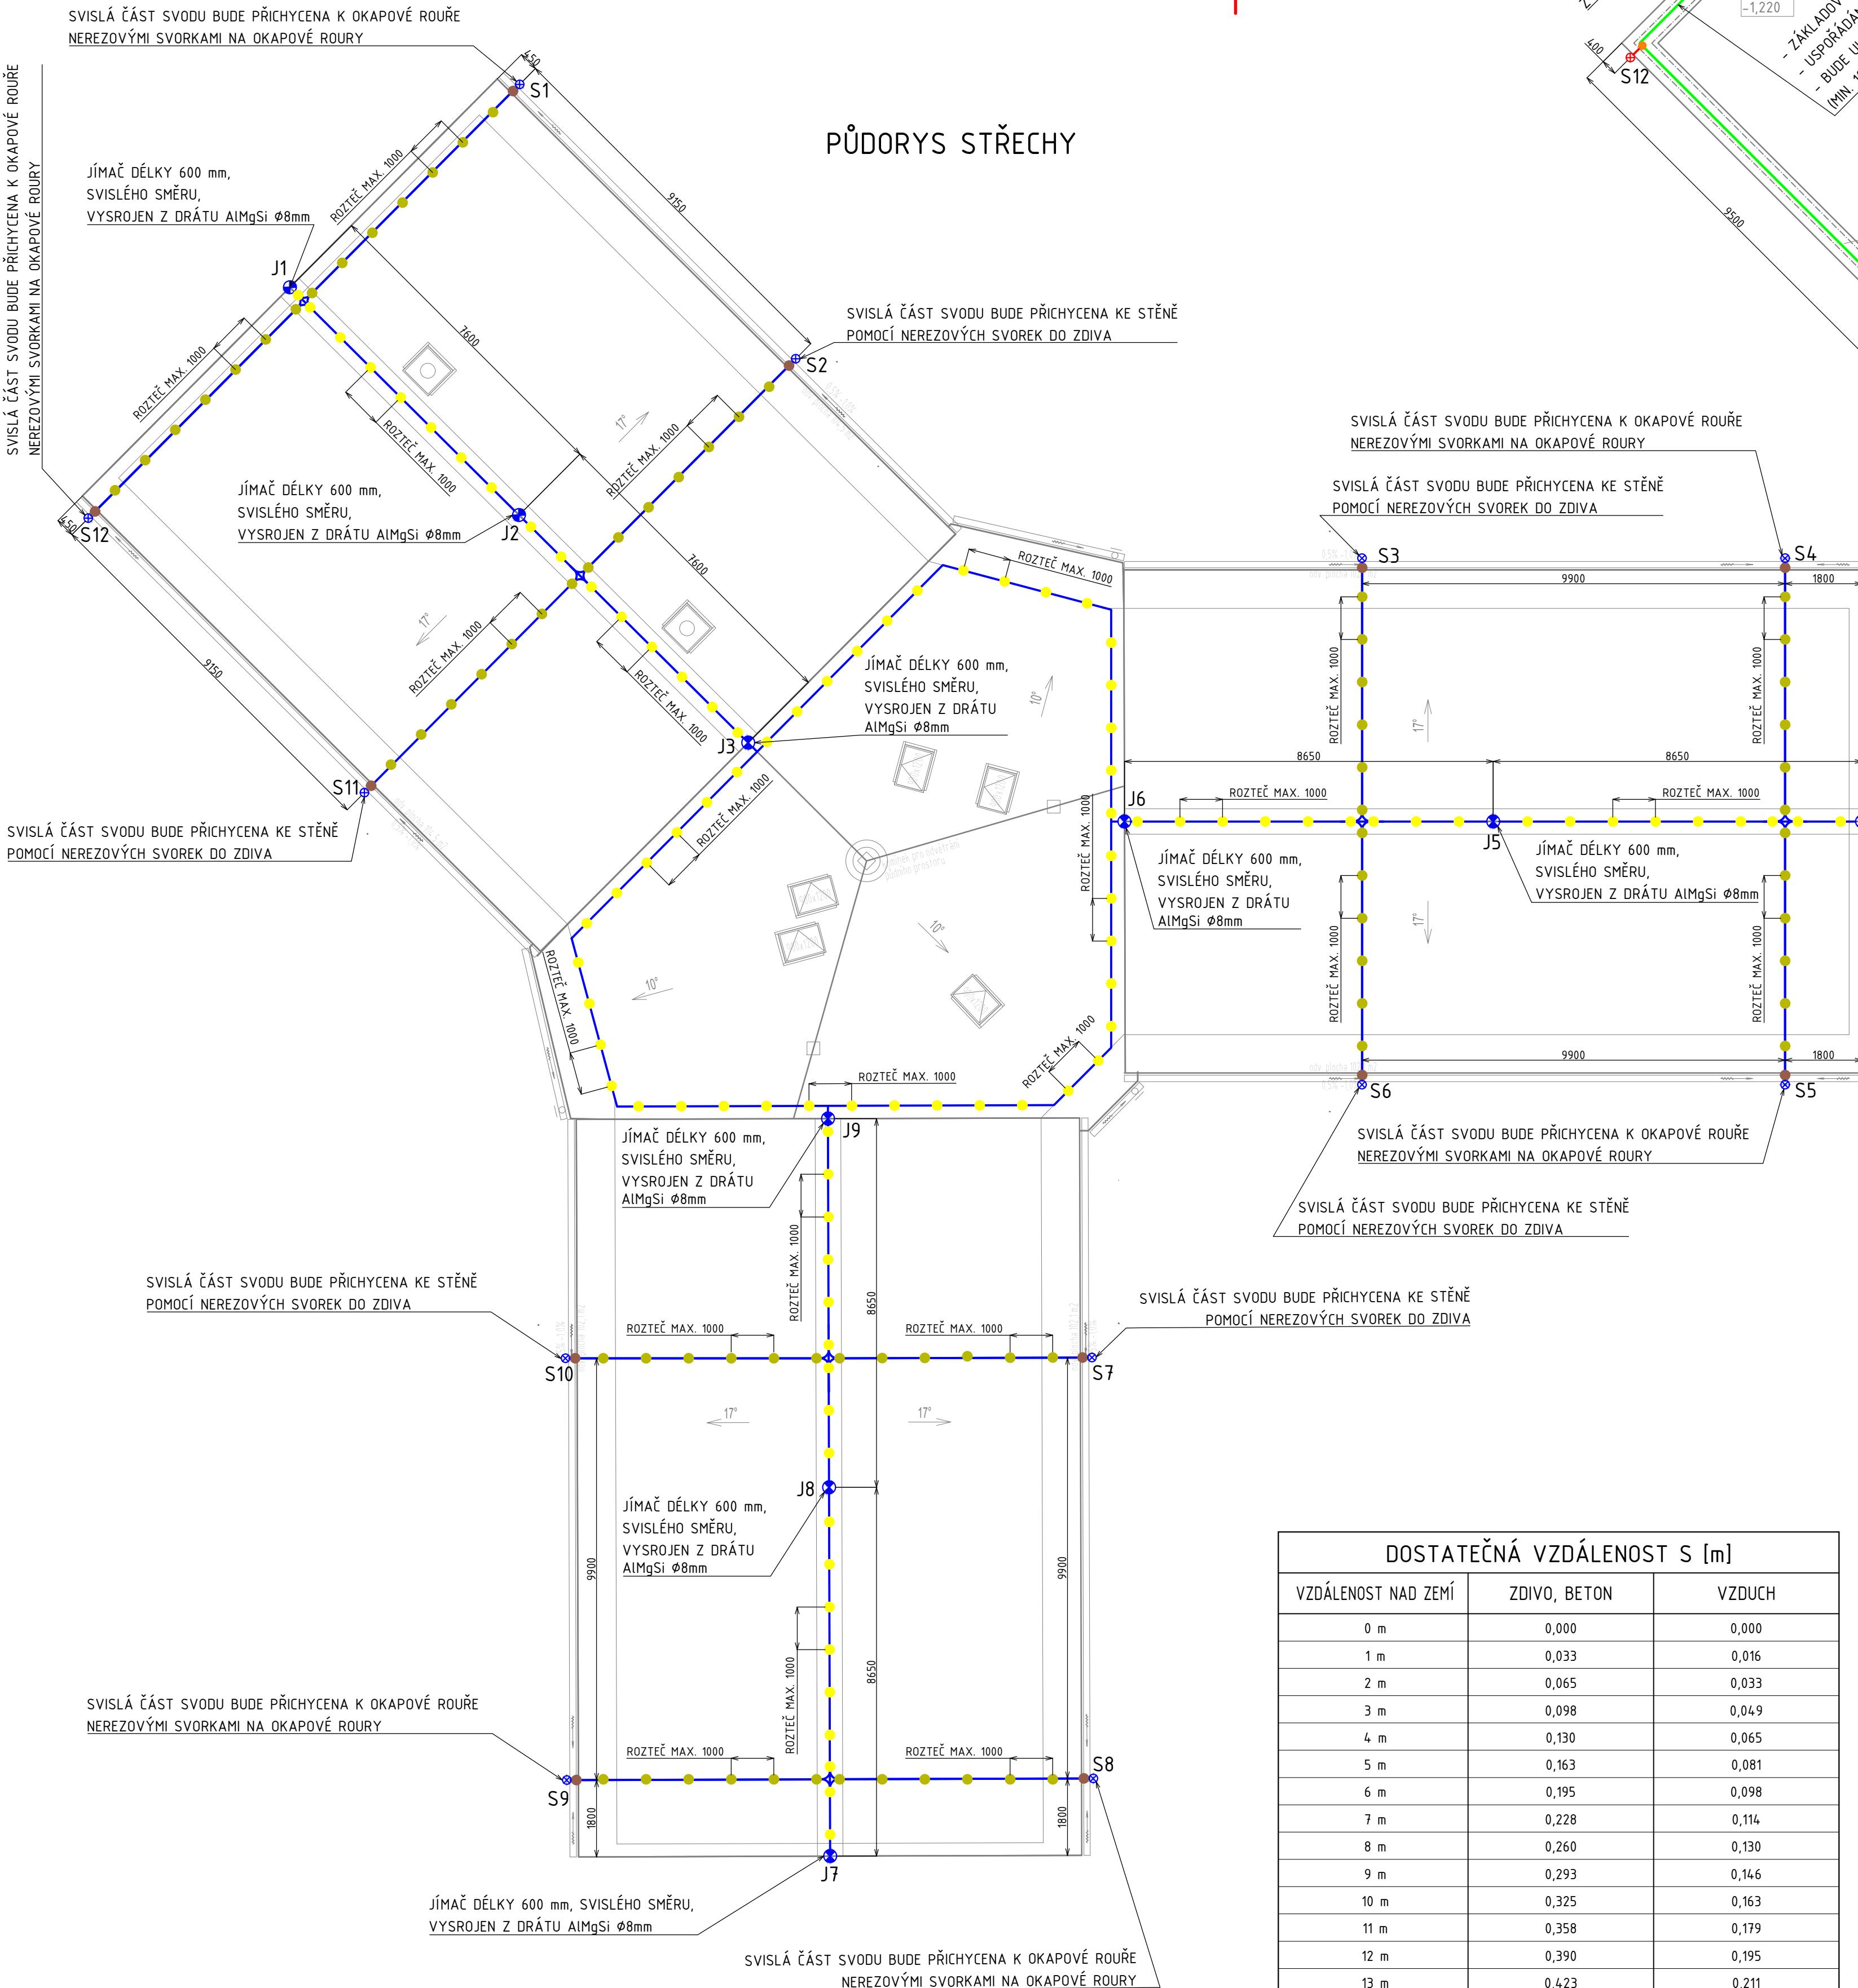 SVISLÁ ČÁST SVODU BUDE PŘICHYCENA K OKAPOVÉ ROUŘE
NEREZOVÝMI SVORKAMI NA OKAPOVÉ ROURY
SVISLÁ ČÁST SVODU BUDE PŘICHYCENA K OKAPOVÉ ROUŘE
NEREZOVÝMI SVORKAMI NA OKAPOVÉ ROURY
450
S1
PŮDORYS STŘECHY
-1,220
400
S12
9500
- BUDE
(MIN.
JÍMAČ DÉLKY 600 mm,
SVISLÉHO SMĚRU,
VYSROJEN Z DRÁTU AlMgSi Ø8mm
ROZTEČ MAX. 1000
9150
J1
7600
ROZTEČ MAX. 1000
17°
SVISLÁ ČÁST SVODU BUDE PŘICHYCENA KE STĚNĚ
POMOCÍ NEREZOVÝCH SVOREK DO ZDIVA
S2
ROZTEČ MAX. 1000
ROZTEČ MAX. 1000
JÍMAČ DÉLKY 600 mm,
SVISLÉHO SMĚRU,
VYSROJEN Z DRÁTU AlMgSi Ø8mm
J2
450
S12
7600
17°
ROZTEČ MAX. 1000
ROZTEČ MAX. 1000
9150
S11
SVISLÁ ČÁST SVODU BUDE PŘICHYCENA KE STĚNĚ
POMOCÍ NEREZOVÝCH SVOREK DO ZDIVA
J3
ROZTEČ MAX. 1000
JÍMAČ DÉLKY 600 mm,
SVISLÉHO SMĚRU,
VYSROJEN Z DRÁTU
AlMgSi Ø8mm
10°
ROZTEČ MAX. 1000
ROZTEČ MAX. 1000
10°
10°
ROZTEČ MAX. 1000
ROZTEČ MAX. 1000
ROZTEČ MAX. 1000
SVISLÁ ČÁST SVODU BUDE PŘICHYCENA K OKAPOVÉ ROUŘE
NEREZOVÝMI SVORKAMI NA OKAPOVÉ ROURY
SVISLÁ ČÁST SVODU BUDE PŘICHYCENA KE STĚNĚ
POMOCÍ NEREZOVÝCH SVOREK DO ZDIVA
S3
S4
9900
1800
ROZTEČ MAX. 1000
ROZTEČ MAX. 1000
17°
8650
8650
J6
ROZTEČ MAX. 1000
ROZTEČ MAX. 1000
J5
JÍMAČ DÉLKY 600 mm,
SVISLÉHO SMĚRU,
VYSROJEN Z DRÁTU
AlMgSi Ø8mm
JÍMAČ DÉLKY 600 mm,
SVISLÉHO SMĚRU,
VYSROJEN Z DRÁTU AlMgSi Ø8mm
17°
ROZTEČ MAX. 1000
ROZTEČ MAX. 1000
9900
1800
S6
S5
SVISLÁ ČÁST SVODU BUDE PŘICHYCENA K OKAPOVÉ ROUŘE
NEREZOVÝMI SVORKAMI NA OKAPOVÉ ROURY
SVISLÁ ČÁST SVODU BUDE PŘICHYCENA KE STĚNĚ
POMOCÍ NEREZOVÝCH SVOREK DO ZDIVA
J9
JÍMAČ DÉLKY 600 mm,
SVISLÉHO SMĚRU,
VYSROJEN Z DRÁTU
AlMgSi Ø8mm
ROZTEČ MAX. 1000
8650
SVISLÁ ČÁST SVODU BUDE PŘICHYCENA KE STĚNĚ
POMOCÍ NEREZOVÝCH SVOREK DO ZDIVA
SVISLÁ ČÁST SVODU BUDE PŘICHYCENA KE STĚNĚ
POMOCÍ NEREZOVÝCH SVOREK DO ZDIVA
ROZTEČ MAX. 1000
ROZTEČ MAX. 1000
S10
S7
17°
17°
J8
JÍMAČ DÉLKY 600 mm,
SVISLÉHO SMĚRU,
VYSROJEN Z DRÁTU
AlMgSi Ø8mm
9900
9900
8650
ROZTEČ MAX. 1000
SVISLÁ ČÁST SVODU BUDE PŘICHYCENA K OKAPOVÉ ROUŘE
NEREZOVÝMI SVORKAMI NA OKAPOVÉ ROURY
ROZTEČ MAX. 1000
ROZTEČ MAX. 1000
S9
S8
1800
1800
J7
JÍMAČ DÉLKY 600 mm, SVISLÉHO SMĚRU,
VYSROJEN Z DRÁTU AlMgSi Ø8mm
SVISLÁ ČÁST SVODU BUDE PŘICHYCENA K OKAPOVÉ ROUŘE
NEREZOVÝMI SVORKAMI NA OKAPOVÉ ROURY
DOSTATEČNÁ VZDÁLENOST S [m]
VZDÁLENOST NAD ZEMÍ ZDIVO, BETON VZDUCH
0 m 0,000 0,000
1 m 0,033 0,016
2 m 0,065 0,033
3 m 0,098 0,049
4 m 0,130 0,065
5 m 0,163 0,081
6 m 0,195 0,098
7 m 0,228 0,114
8 m 0,260 0,130
9 m 0,293 0,146
10 m 0,325 0,163
11 m 0,358 0,179
12 m 0,390 0,195
13 m 0,423 0,211